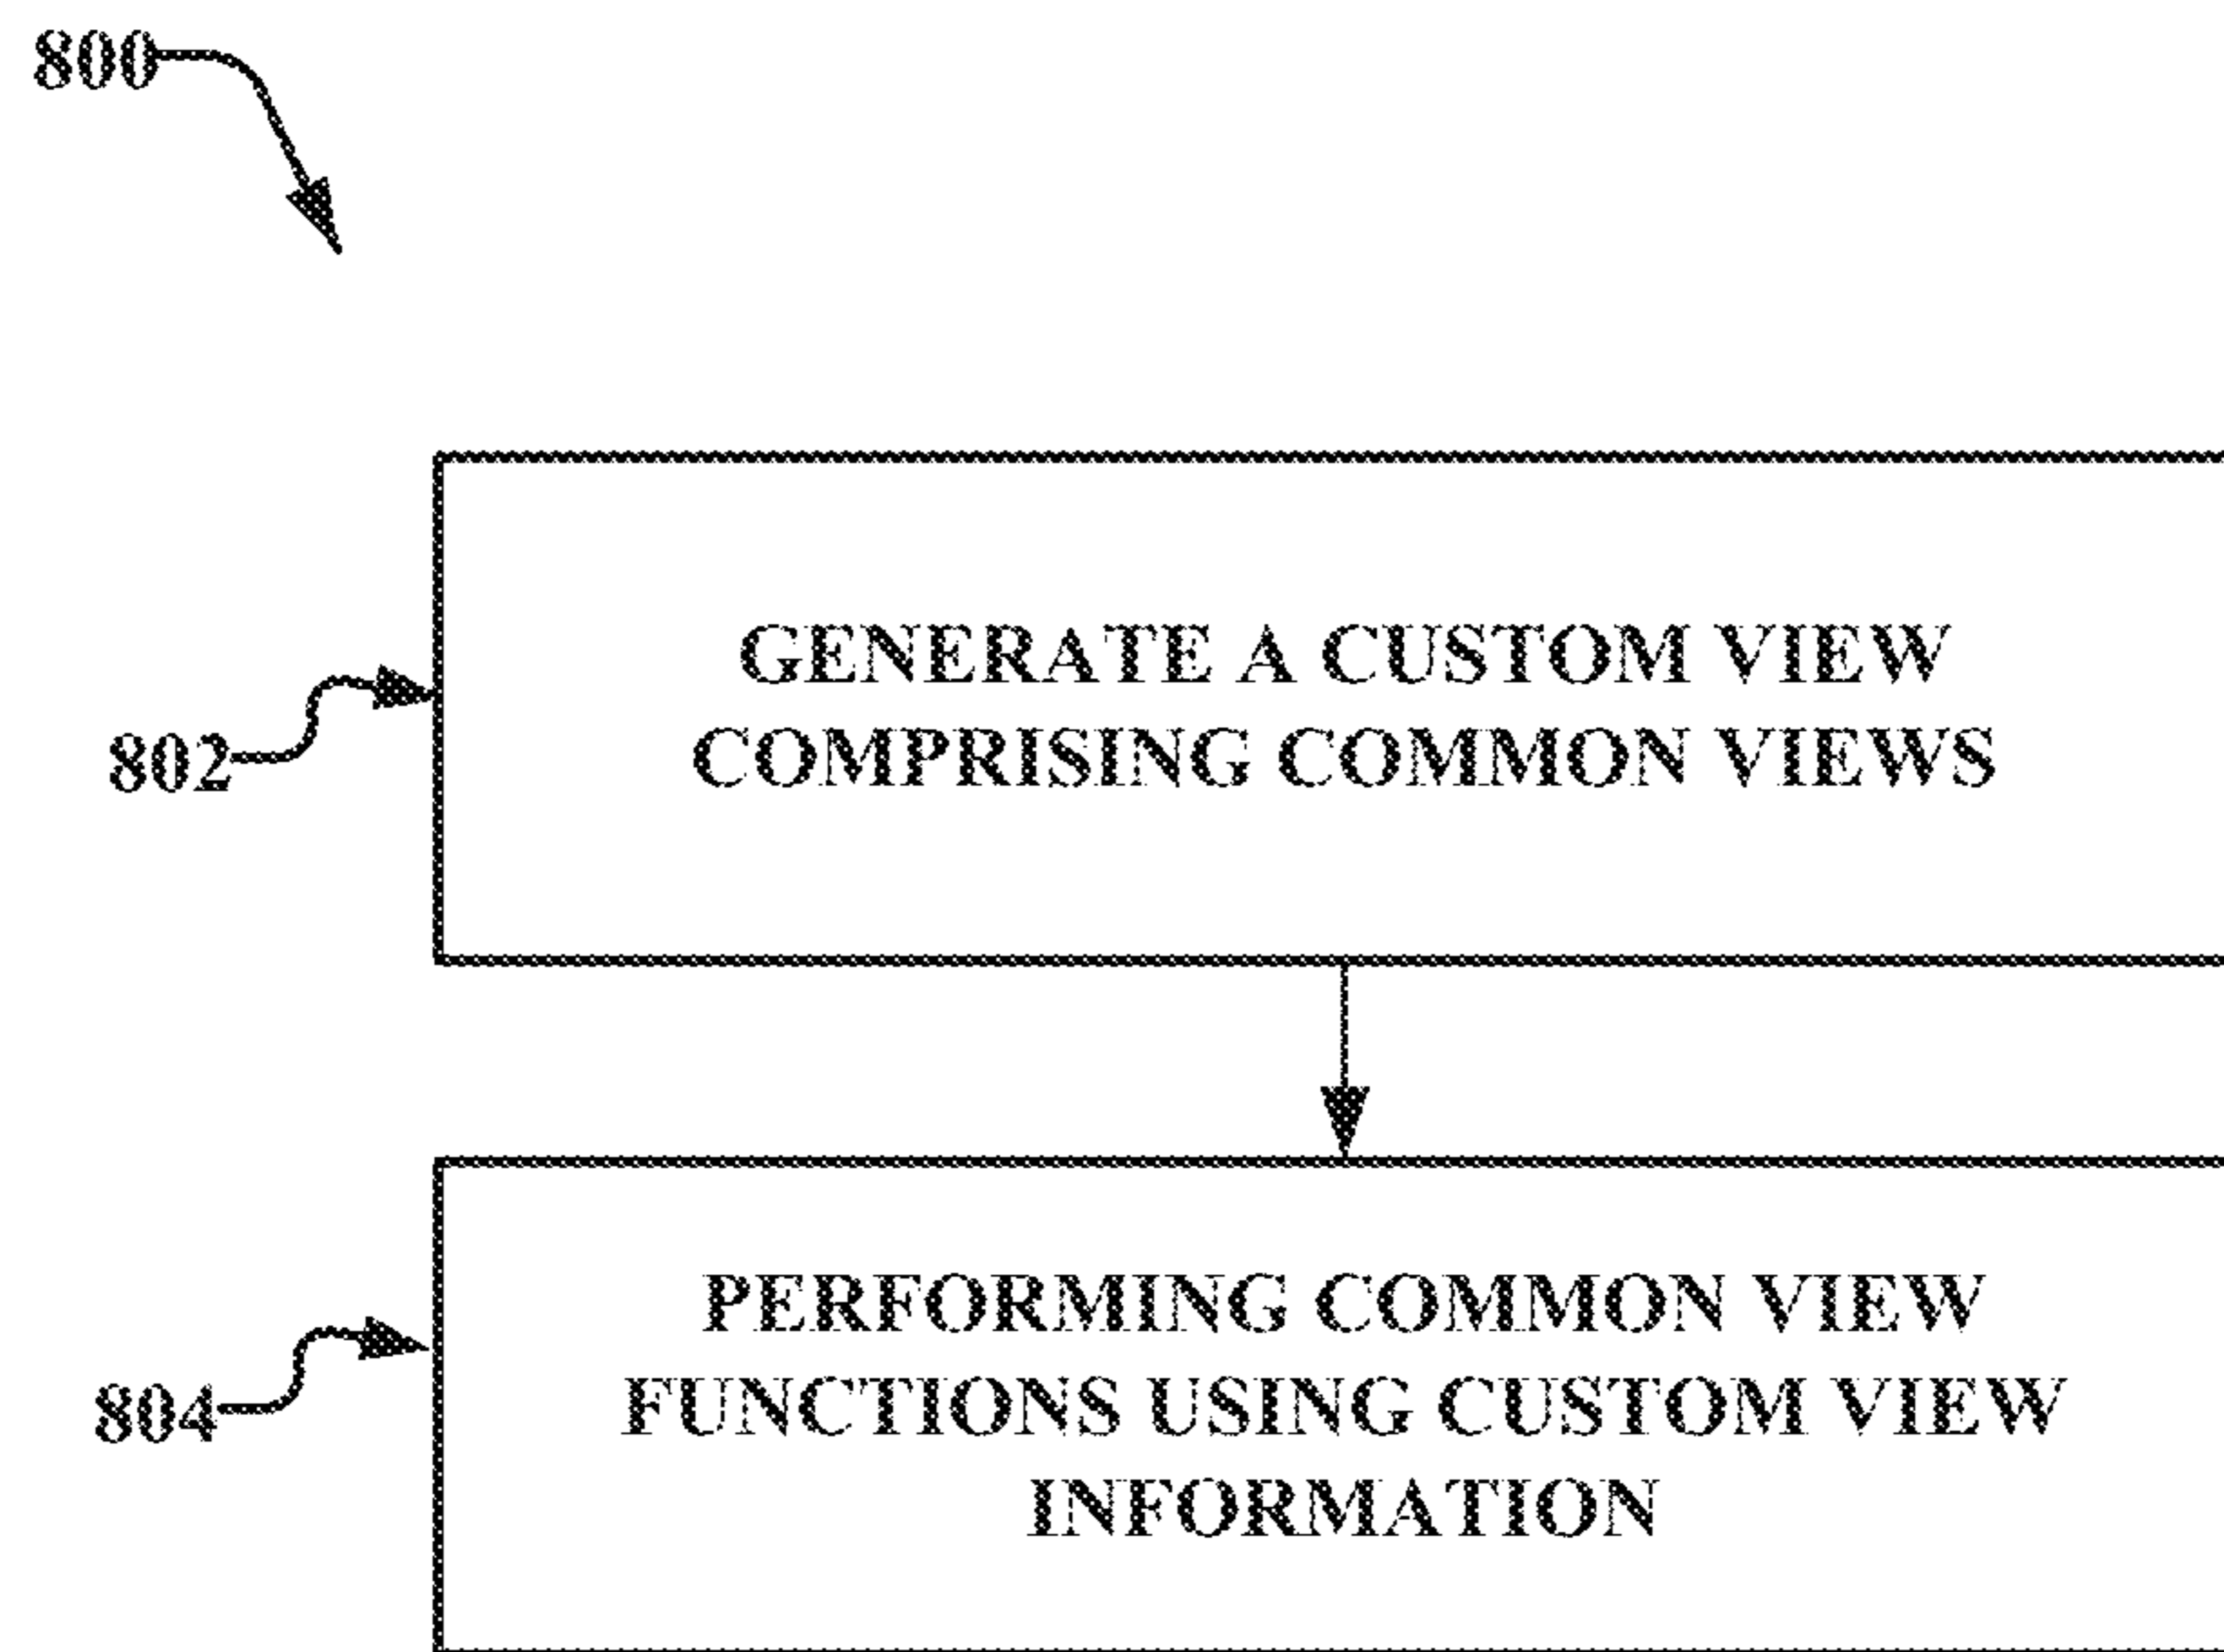 800
GENERATE A CUSTOM VIEW
COMPRISING COMMON VIEWS
802
PERFORMING COMMON VIEW
FUNCTIONS USING CUSTOM VIEW
INFORMATION
804